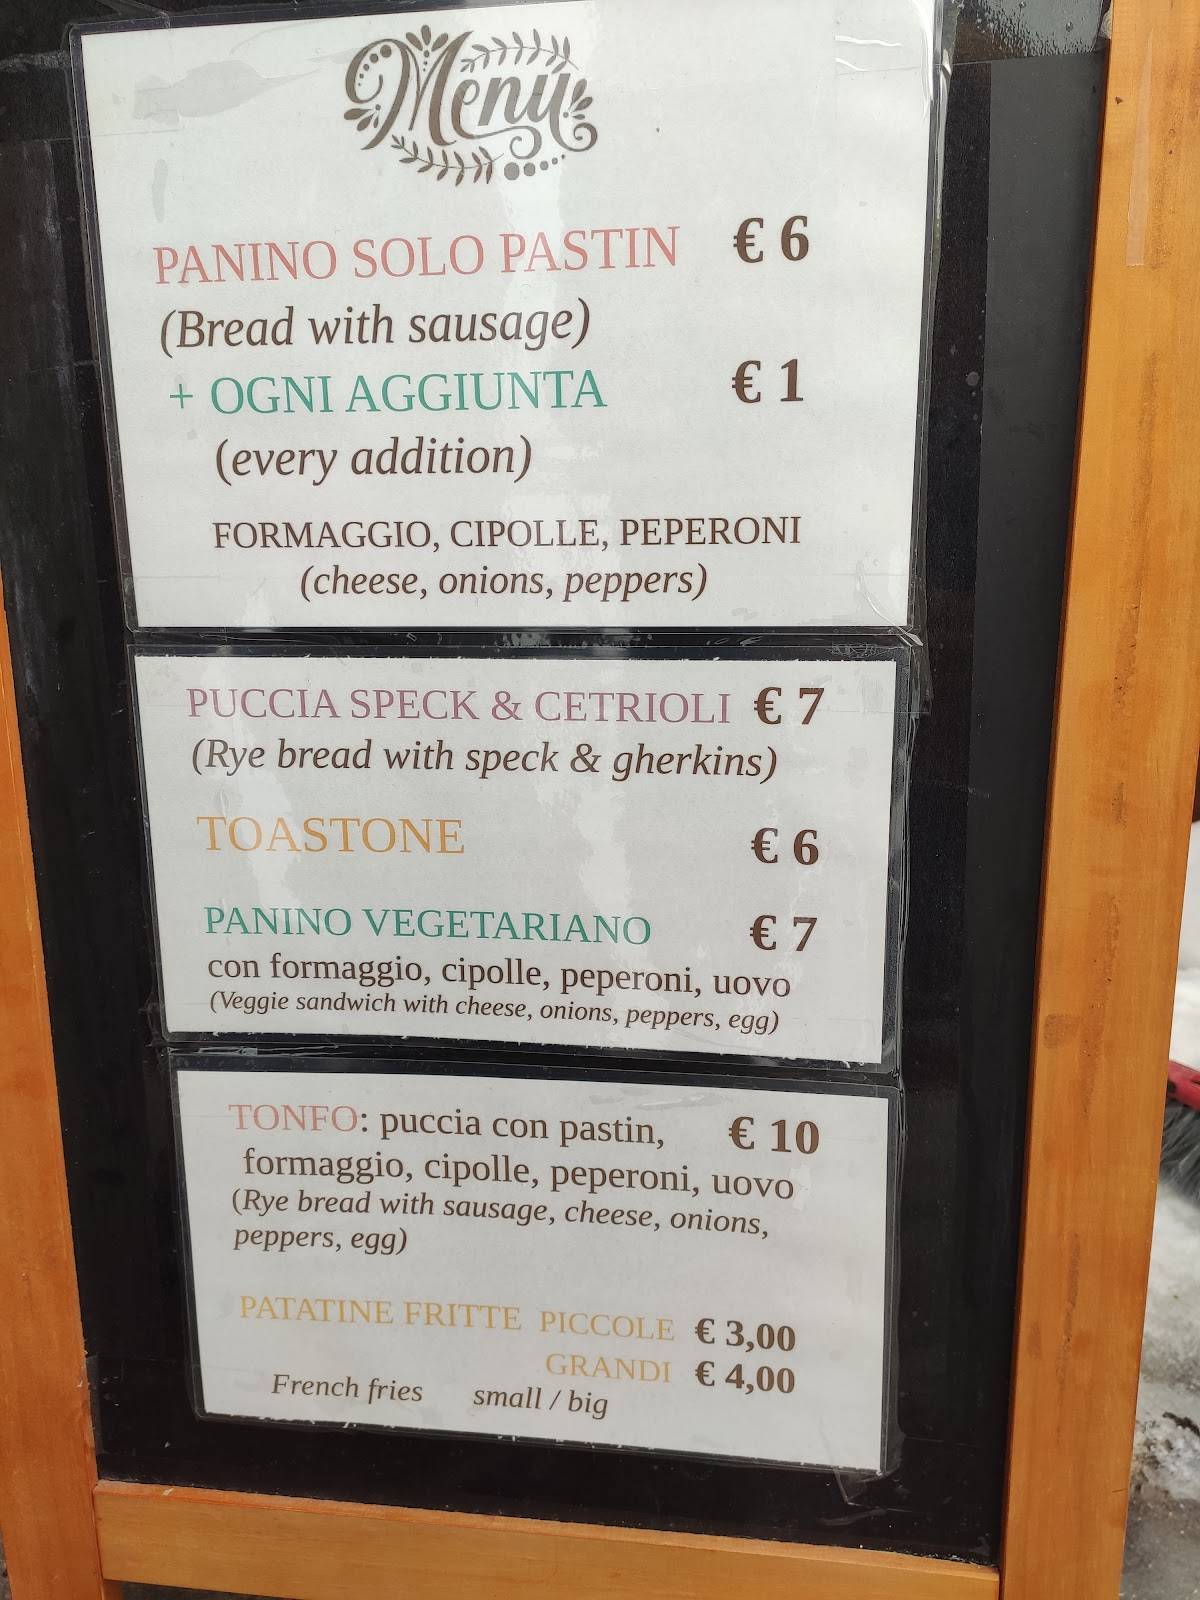 Menu
PANINO SOLO PASTIN € 6
(Bread with sausage)
+ OGNI AGGIUNTA € 1
(every addition)
FORMAGGIO, CIPOLLE, PEPERONI
(cheese, onions, peppers)
PUCCIA SPECK & CETRIOLI € 7
(Rye bread with speck & gherkins)
TOASTONE € 6
PANINO VEGETARIANO € 7
con formaggio, cipolle, peperoni, uovo
(Veggie sandwich with cheese, onions, peppers, egg)
TONFO: puccia con pastin, € 10
formaggio, cipolle, peperoni, uovo
(Rye bread with sausage, cheese, onions,
peppers, egg)
PATATINE FRITTE PICCOLE € 3,00
GRANDI € 4,00
French fries small / big